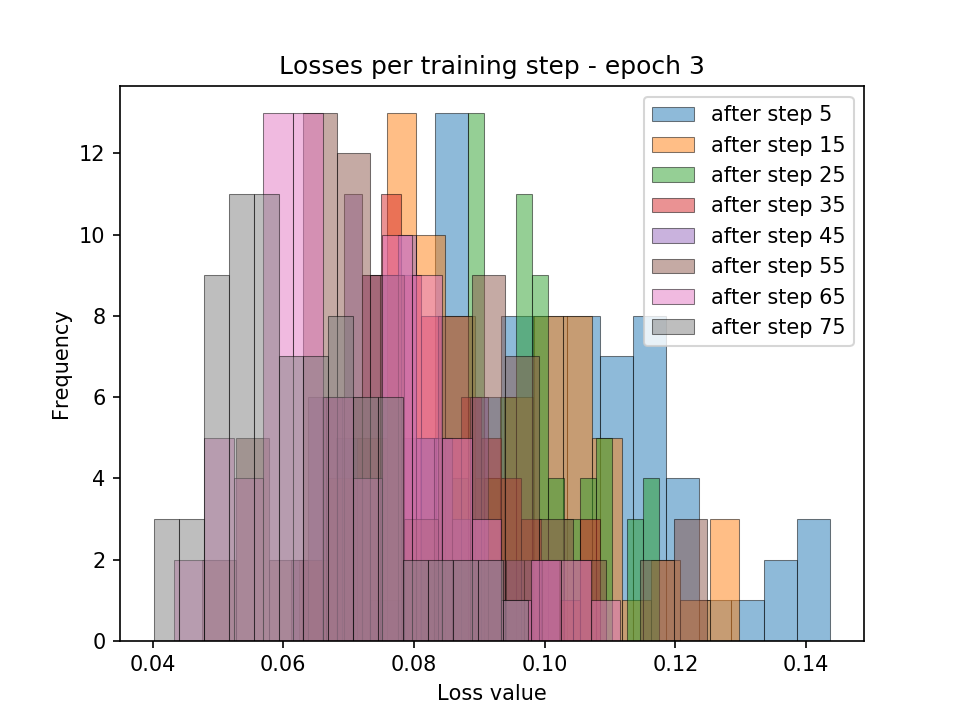 Losses per training step - epoch 3
after step 5
after step 15
after step 25
after step 35
after step 45
after step 55
after step 65
after step 75
12
10
8
6
4
2
0
Frequency
0.04 0.06 0.08 0.10 0.12 0.14
Loss value